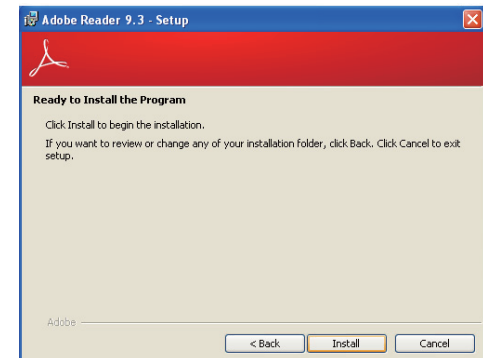 Adobe Reader 9.3 - Setup
Ready to Install the Program
Click Install to begin the installation.
If you want to review or change any of your installation folder, click Back. Click Cancel to exit
setup.
Adobe
< Back Install Cancel